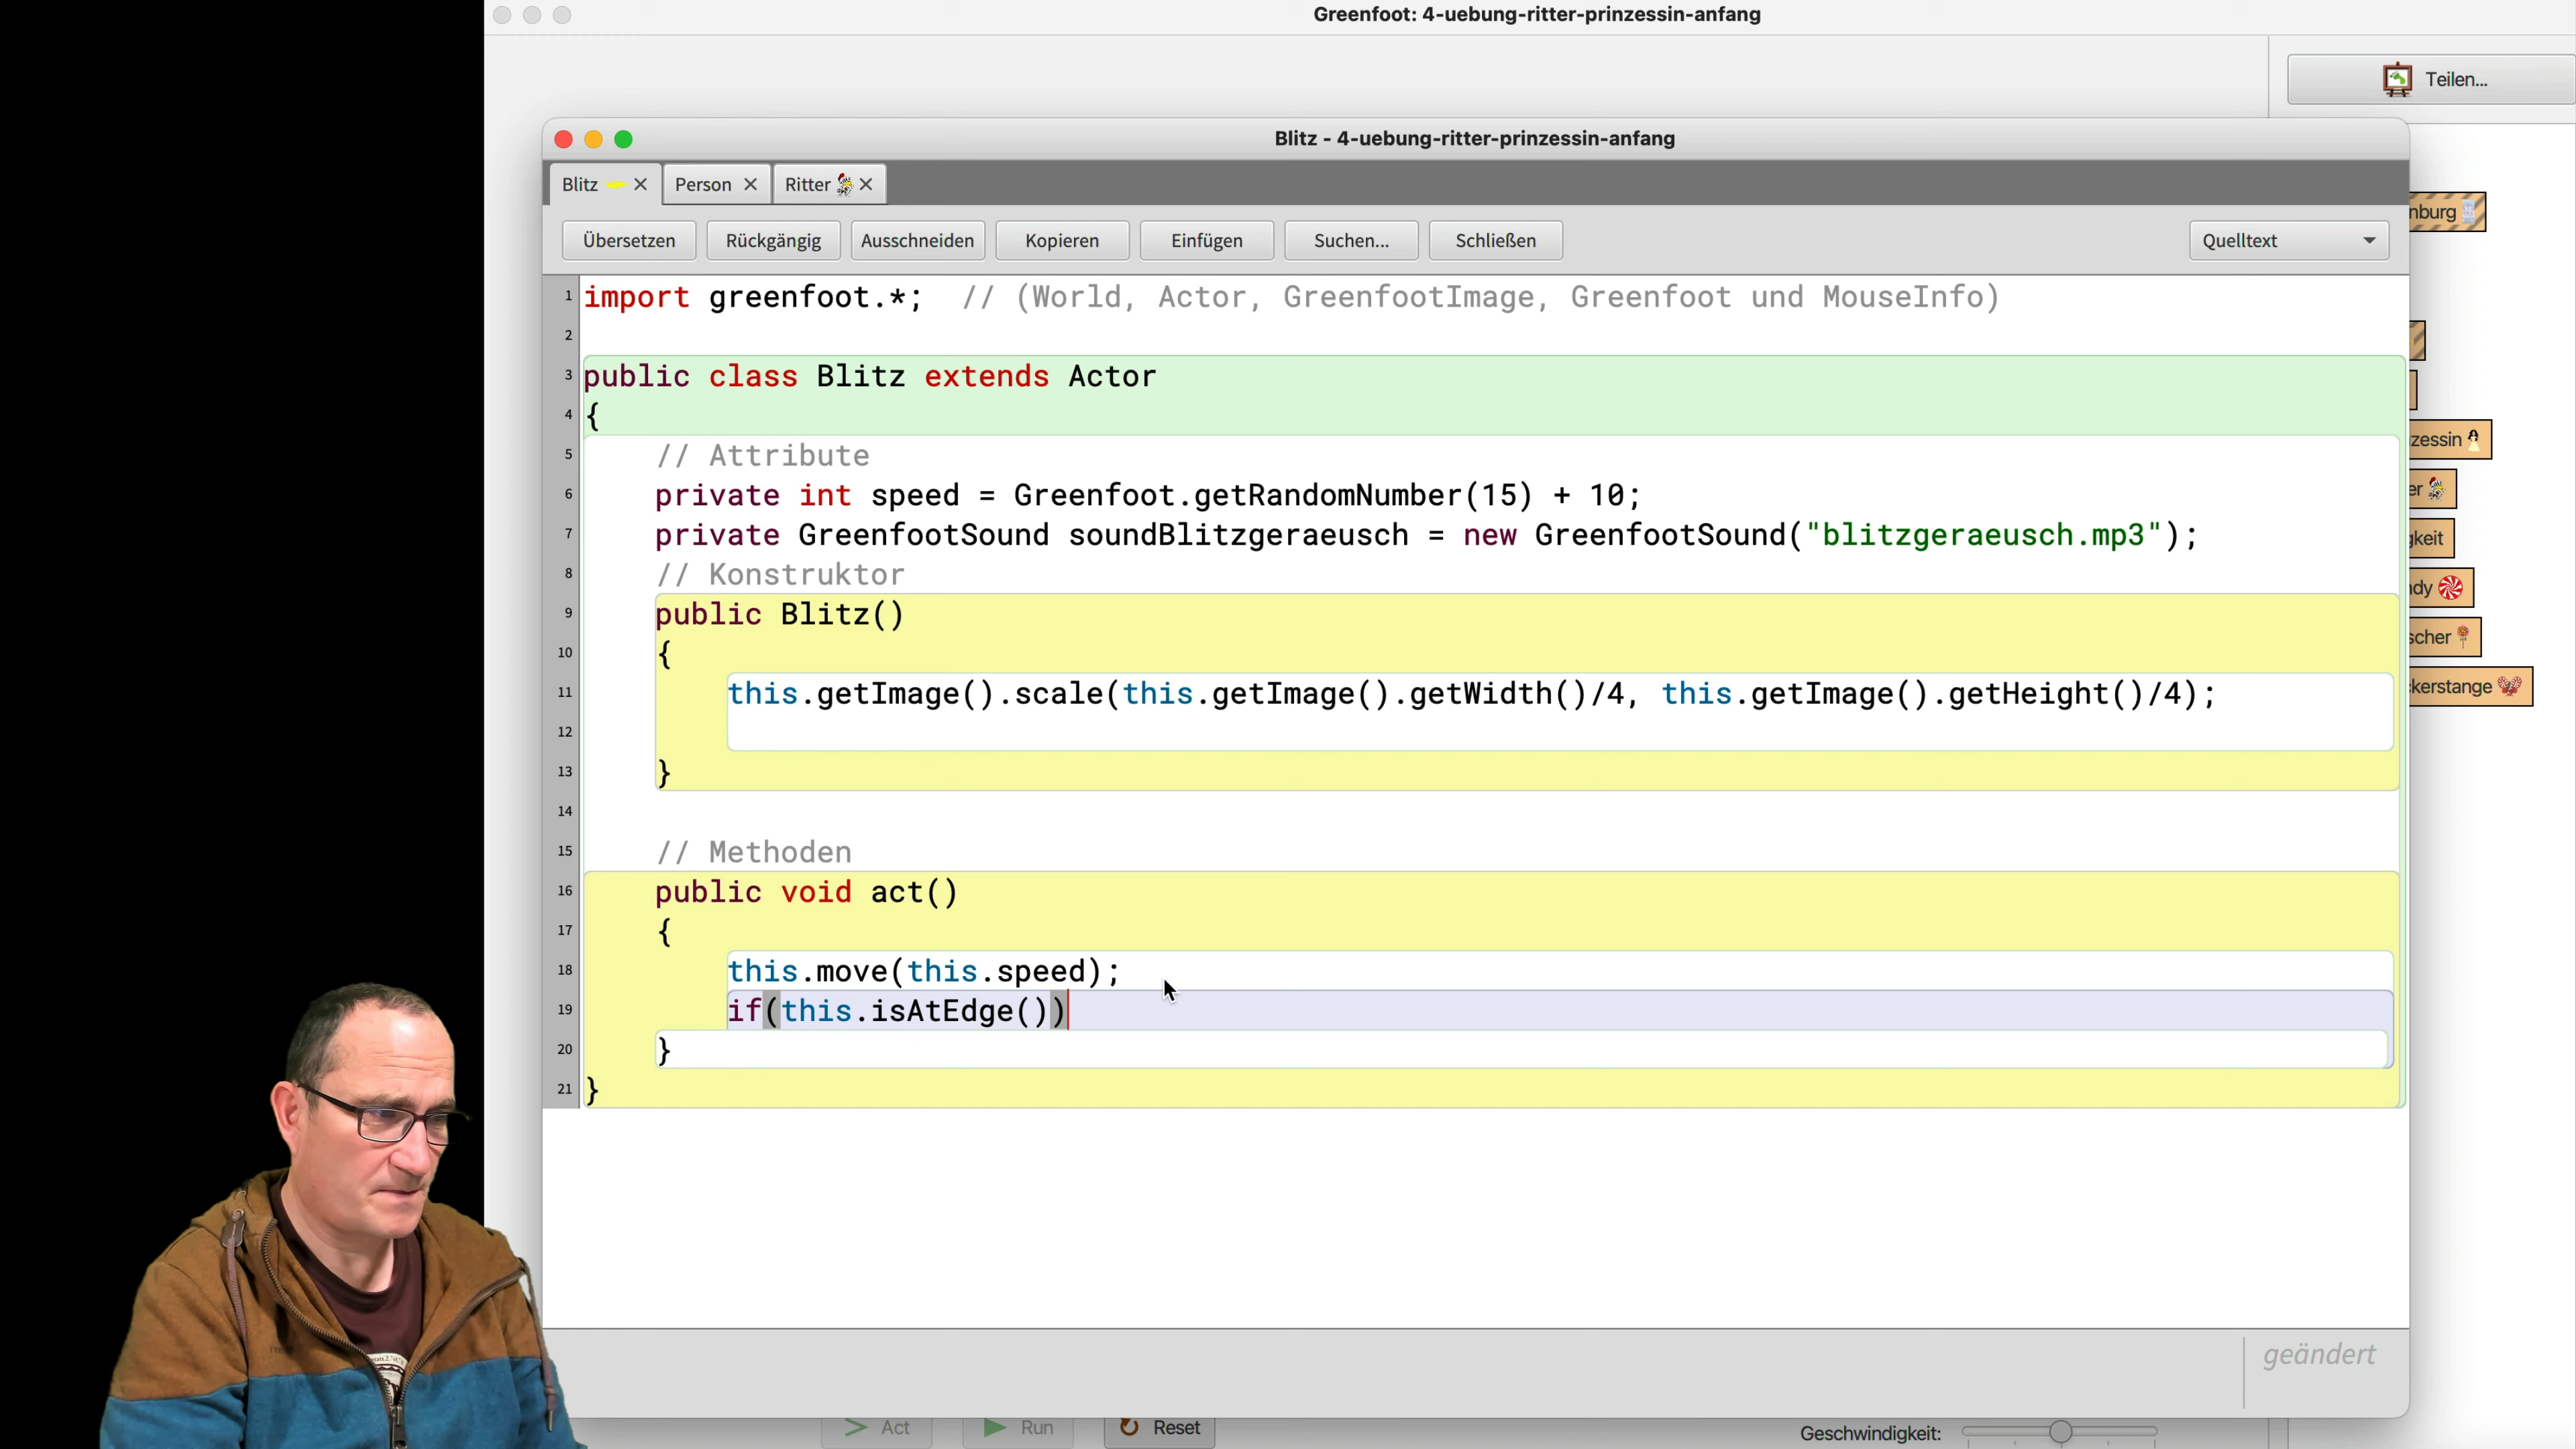 Greenfoot: 4-uebung-ritter-prinzessin-anfang
Teilen...
Blitz - 4-uebung-ritter-prinzessin-anfang
Blitz
Person
Ritter
Übersetzen
Rückgängig
Ausschneiden
Kopieren
Einfügen
Suchen...
Schließen
Quelltext
1 import greenfoot.*;  // (World, Actor, GreenfootImage, Greenfoot und MouseInfo)
2
3 public class Blitz extends Actor
4 {
5 // Attribute
6 private int speed = Greenfoot.getRandomNumber(15) + 10;
7 private GreenfootSound soundBlitzgeraeusch = new GreenfootSound("blitzgeraeusch.mp3");
8 // Konstruktor
9 public Blitz()
10 {
11 this.getImage().scale(this.getImage().getWidth()/4, this.getImage().getHeight()/4);
12
13 }
14
15 // Methoden
16 public void act()
17 {
18 this.move(this.speed);
19 if(this.isAtEdge())
20 }
21 }
nburg
zessin
er
gkeit
ndy
scher
kerstange
geändert
Act
Run
Reset
Geschwindigkeit: